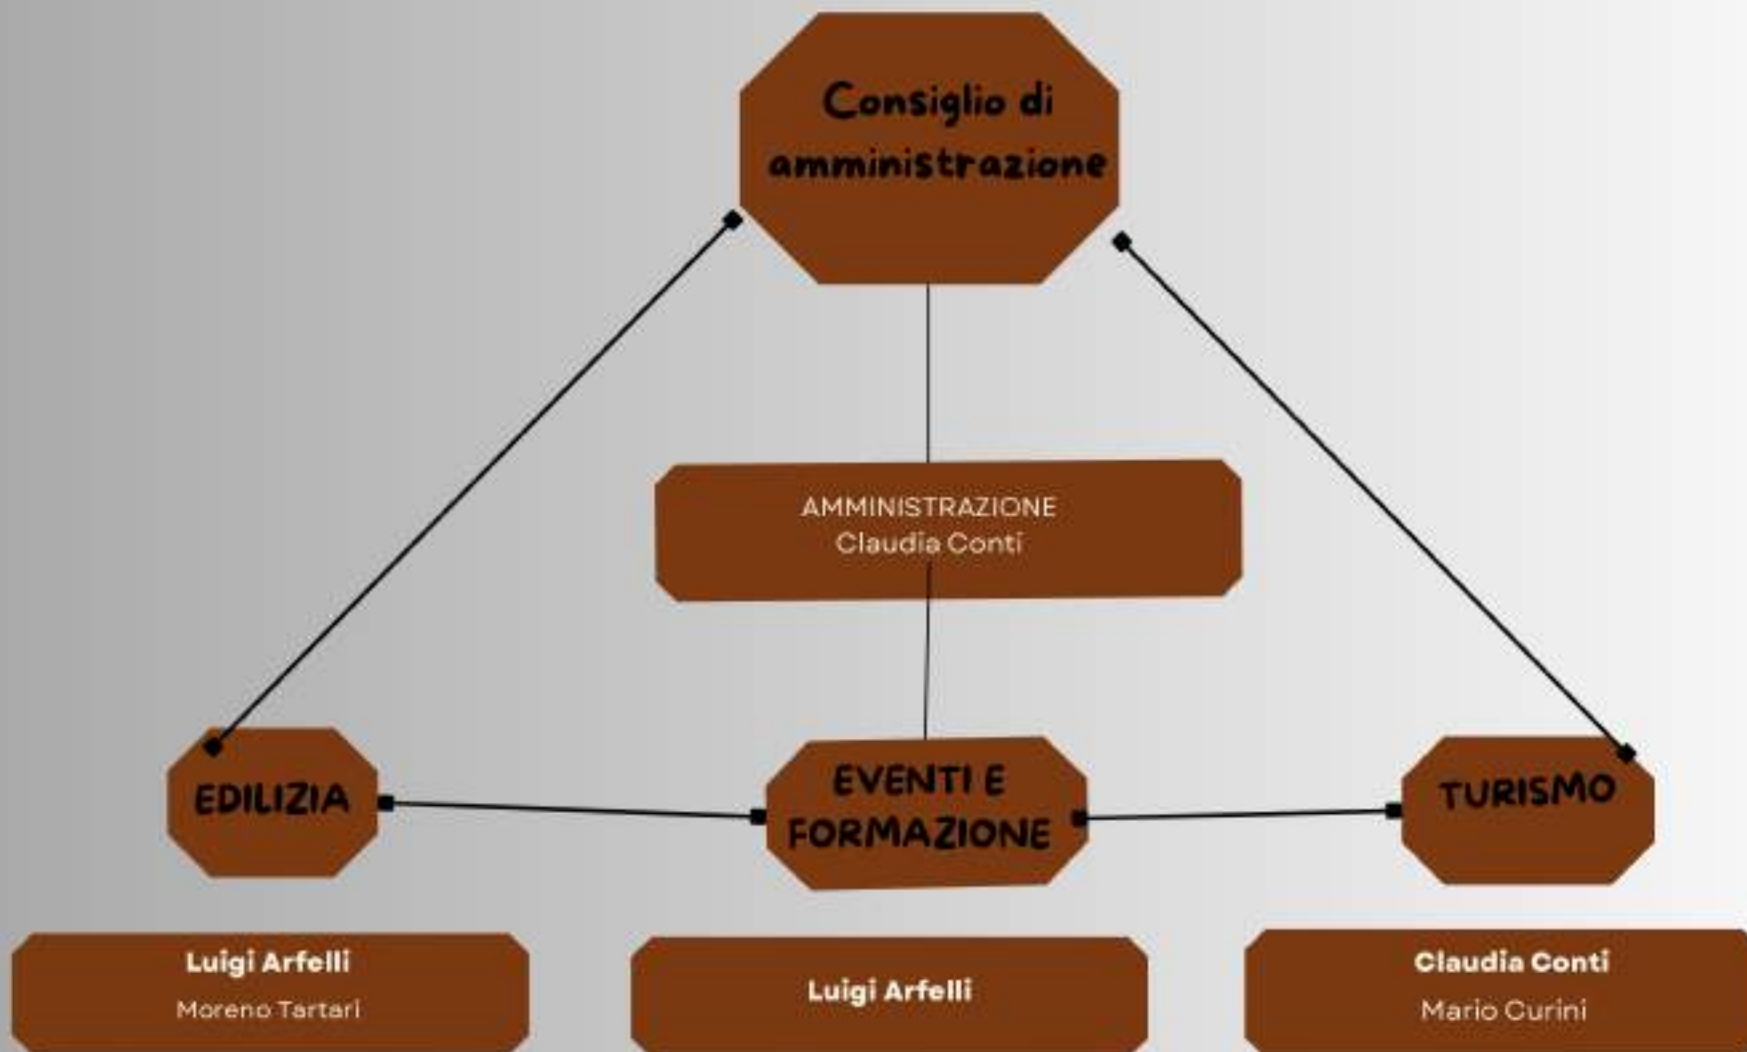 Consiglio di
amministrazione
AMMINISTRAZIONE
Claudia Conti
EDILIZIA
EVENTI E
FORMAZIONE
TURISMO
Luigi Arfelli
Moreno Tartari
Luigi Arfelli
Claudia Conti
Mario Curini